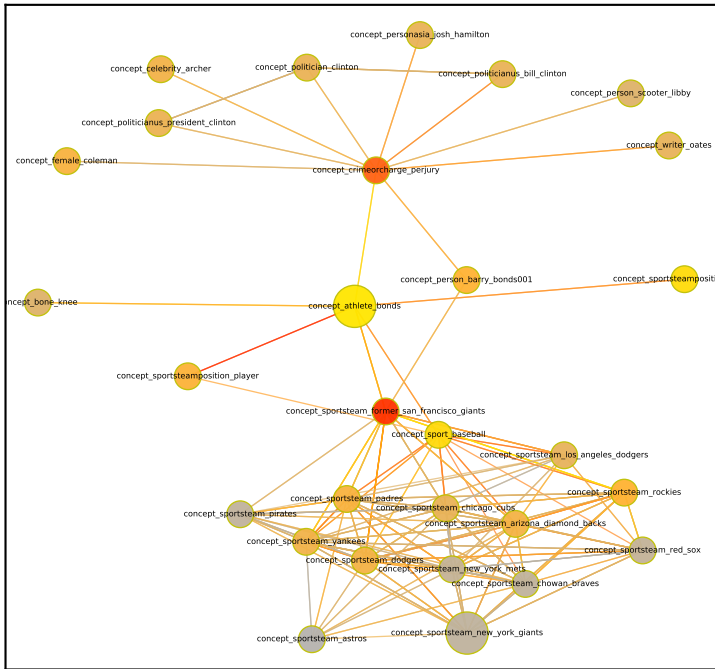 concept_personasia_josh_hamilton
concept_celebrity_archer
concept_politician_clinton
concept_politicianus_bill_clinton
concept_person_scooter_libby
concept_politicianus_president_clinton
concept_writer_oates
concept_female_coleman
concept_crimeorcharge_perjury
concept_person_barry_bonds001
concept_sportsteampositi
ncept_bone_knee
concept_athlete_bonds
concept_sportsteamposition_player
concept_sportsteam_former_san_francisco_giants
concept_sport_baseball
concept_sportsteam_los_angeles_dodgers
concept_sportsteam_rockies
concept_sportsteam_padres
concept_sportsteam_chicago_cubs
concept_sportsteam_pirates
concept_sportsteam_arizona_diamond_backs
concept_sportsteam_yankees
concept_sportsteam_red_sox
concept_sportsteam_dodgers
concept_sportsteam_new_york_mets
concept_sportsteam_chowan_braves
concept_sportsteam_new_york_giants
concept_sportsteam_astros